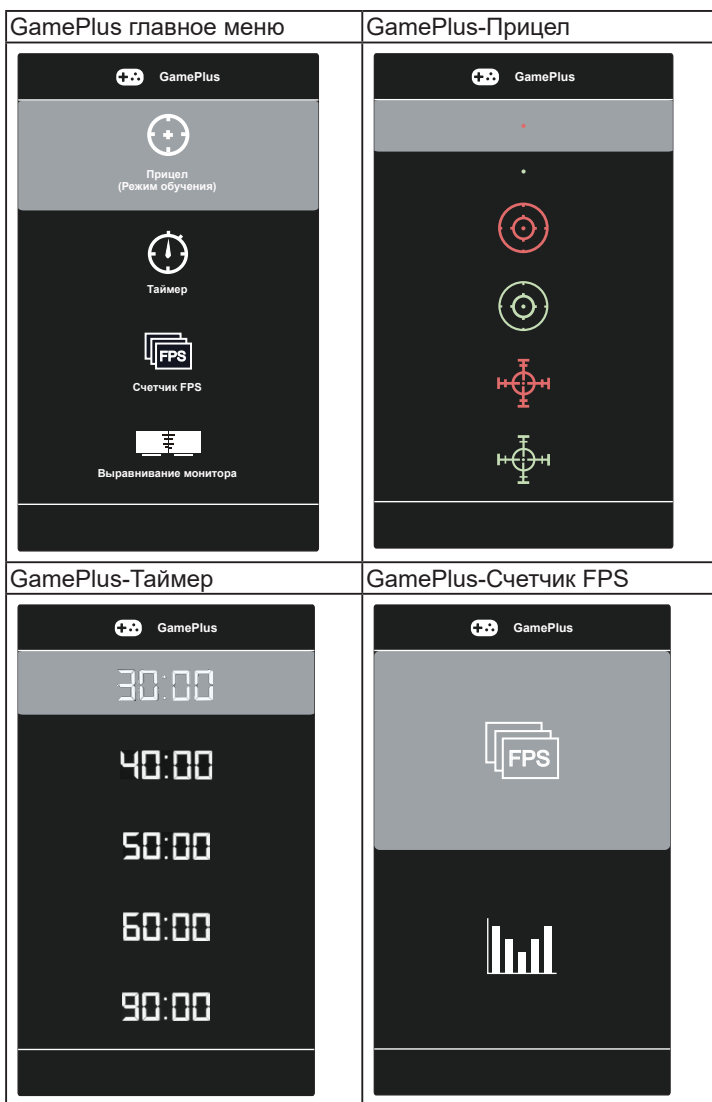 GamePlus главное меню
GamePlus-Прицел
GamePlus
Прицел
(Режим обучения)
Таймер
FPS
Счетчик FPS
Выравнивание монитора
GamePlus
GamePlus-Таймер
GamePlus-Счетчик FPS
GamePlus
30:00
40:00
50:00
60:00
90:00
GamePlus
FPS